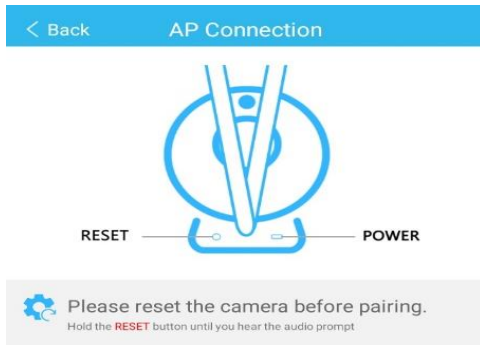 < Back AP Connection
RESET POWER
Please reset the camera before pairing.
Hold the RESET button until you hear the audio prompt